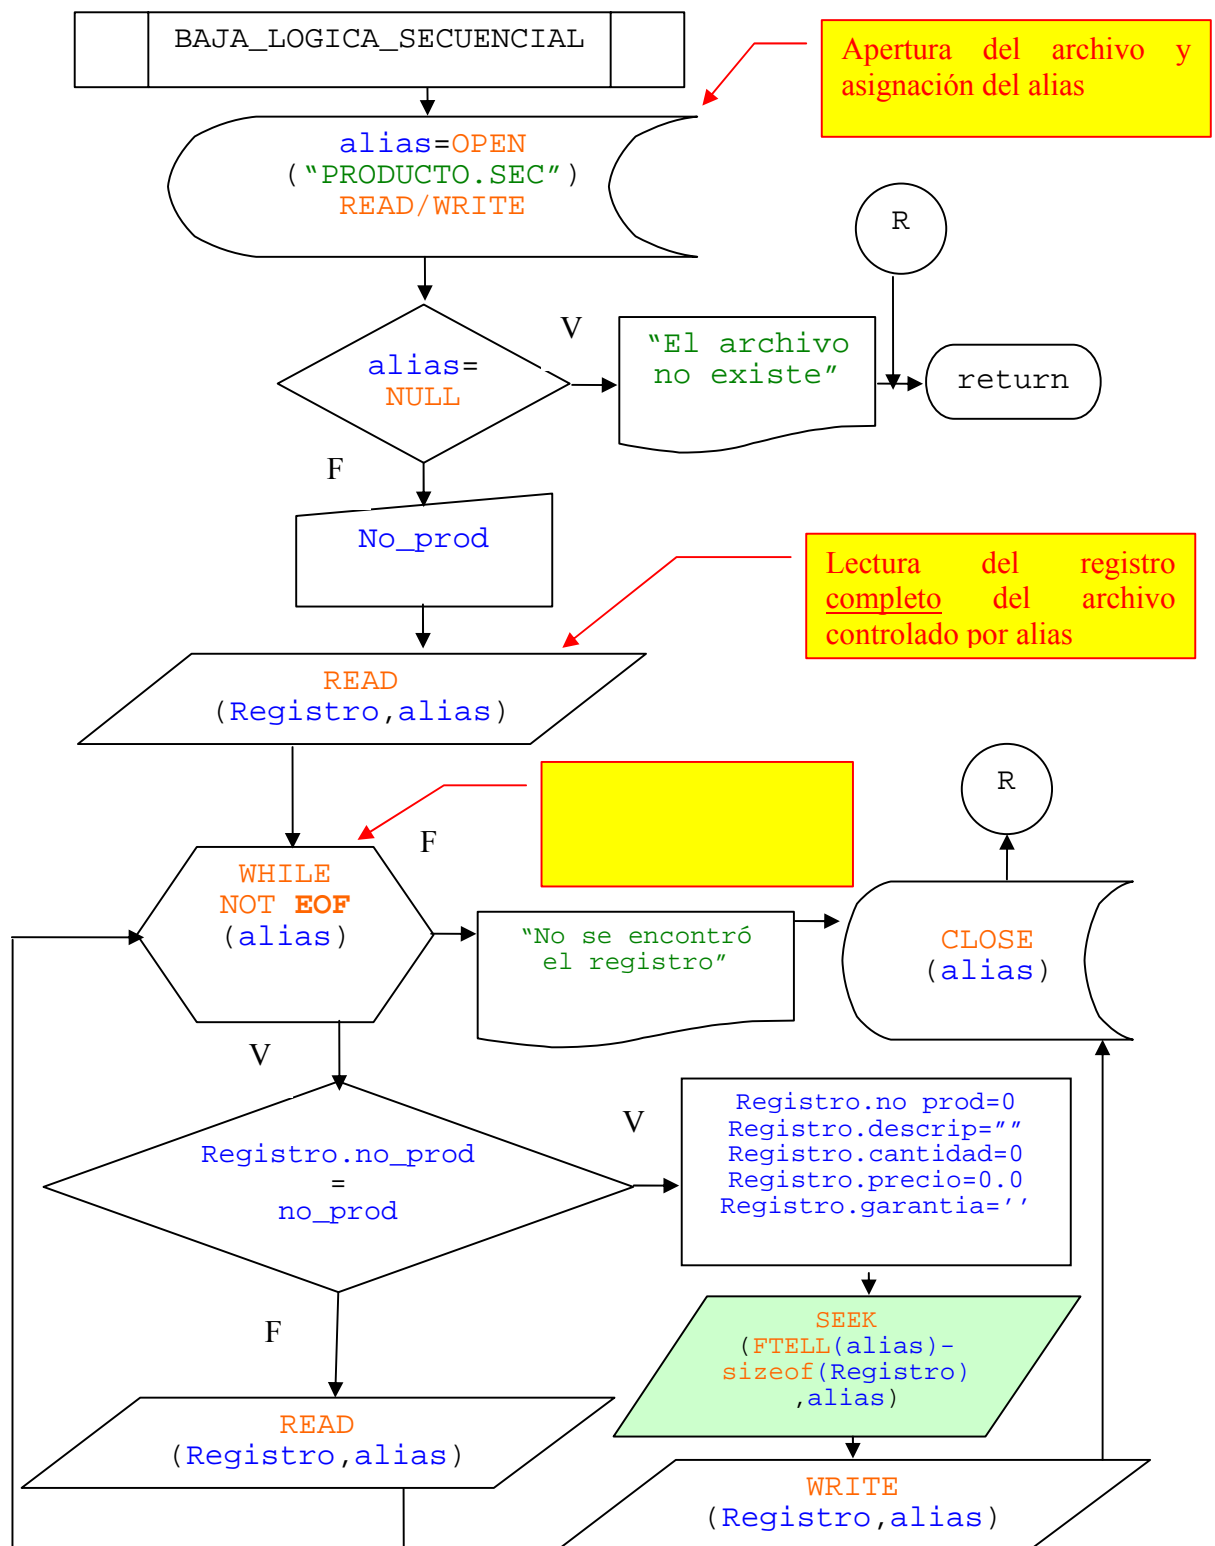 BAJA_LOGICA_SECUENCIAL
Apertura del archivo y
asignación del alias
alias=OPEN
(“PRODUCTO.SEC”)
READ/WRITE
R
V
alias=
NULL
“El archivo
no existe”
return
F
No_prod
Lectura del registro
completo del archivo
controlado por alias
READ
(Registro,alias)
R
F
WHILE
NOT EOF
(alias)
“No se encontró
el registro”
CLOSE
(alias)
V
V
Registro.no_prod
=
no_prod
Registro.no prod=0
Registro.descrip=””
Registro.cantidad=0
Registro.precio=0.0
Registro.garantia=’’
F
SEEK
(FTELL(alias)-
sizeof(Registro)
,alias)
READ
(Registro,alias)
WRITE
(Registro,alias)